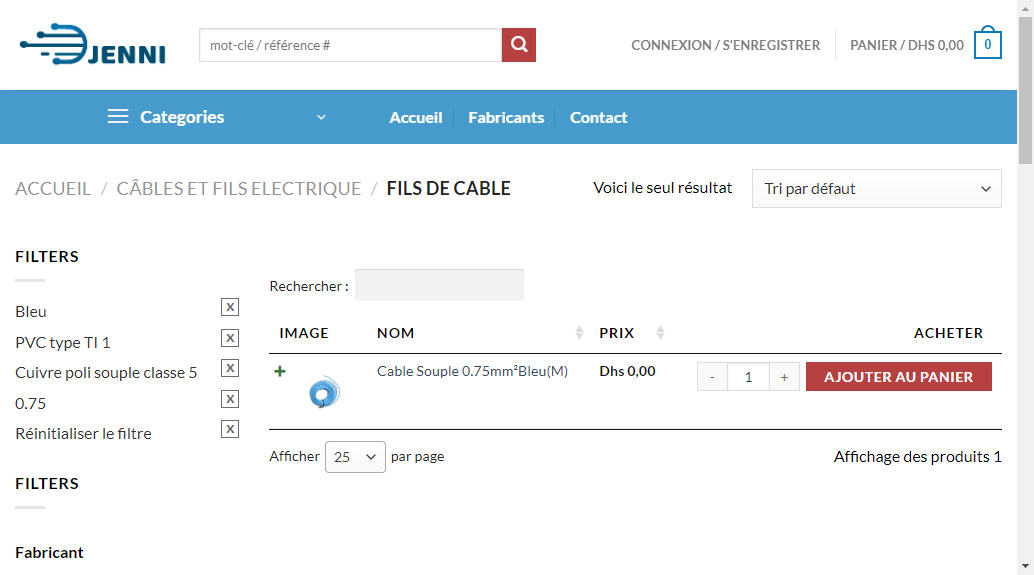 JENNI
mot-clé / référence #
CONNEXION / S'ENREGISTRER
PANIER / DHS 0,00
0
Categories
Accueil
Fabricants
Contact
ACCUEIL / CÂBLES ET FILS ELECTRIQUE / FILS DE CABLE
Voici le seul résultat
Tri par défaut
FILTERS
Bleu X
PVC type TI 1 X
Cuivre poli souple classe 5 X
0.75 X
Réinitialiser le filtre X
FILTERS
Fabricant
Rechercher :
IMAGE NOM PRIX ACHETER
+ Cable Souple 0.75mm²Bleu(M) Dhs 0,00 - 1 + AJOUTER AU PANIER
Afficher 25 par page
Affichage des produits 1